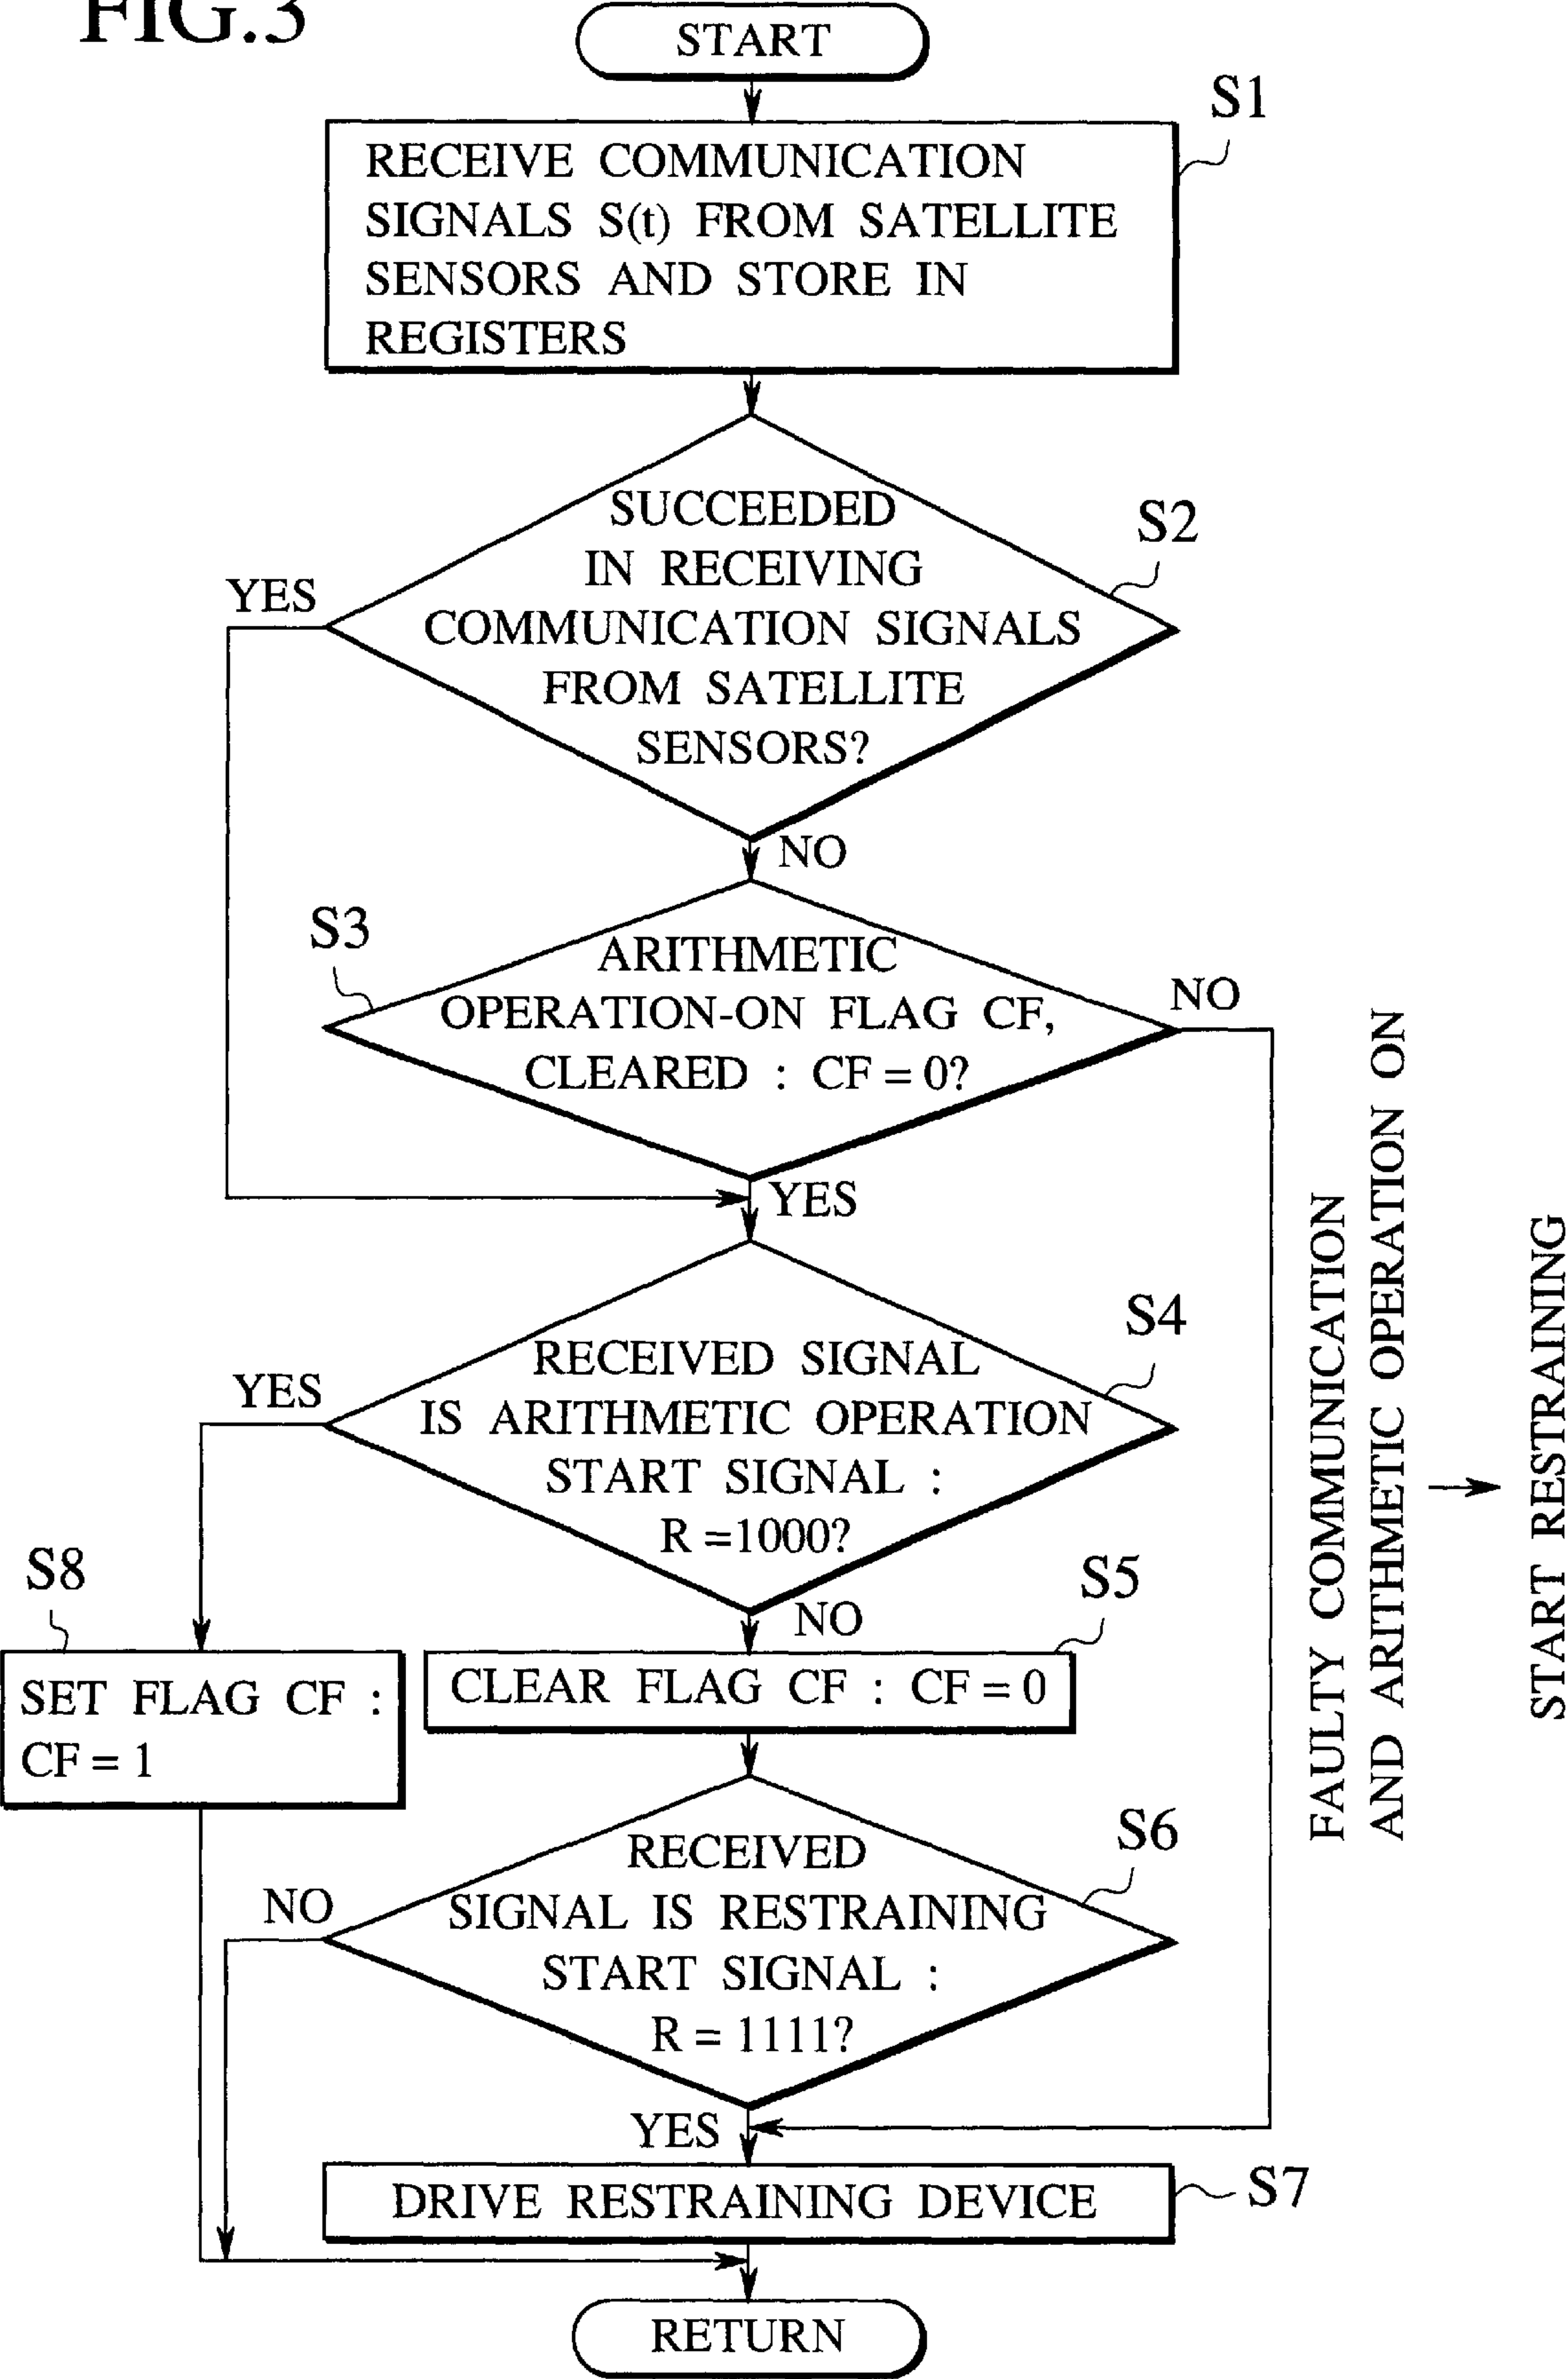 FIG.3
START
S1
RECEIVE COMMUNICATION
SIGNALS S(t) FROM SATELLITE
SENSORS AND STORE IN
REGISTERS
S2
SUCCEEDED
IN RECEIVING
COMMUNICATION SIGNALS
FROM SATELLITE
SENSORS?
YES
NO
S3
ARITHMETIC
OPERATION-ON FLAG CF,
CLEARED : CF = 0?
NO
YES
S4
RECEIVED SIGNAL
IS ARITHMETIC OPERATION
START SIGNAL :
R =1000?
YES
NO
S8
SET FLAG CF :
CF = 1
S5
CLEAR FLAG CF : CF = 0
S6
RECEIVED
SIGNAL IS RESTRAINING
START SIGNAL :
R = 1111?
NO
YES
FAULTY COMMUNICATION
AND ARITHMETIC OPERATION ON
→ START RESTRAINING
DRIVE RESTRAINING DEVICE
S7
RETURN